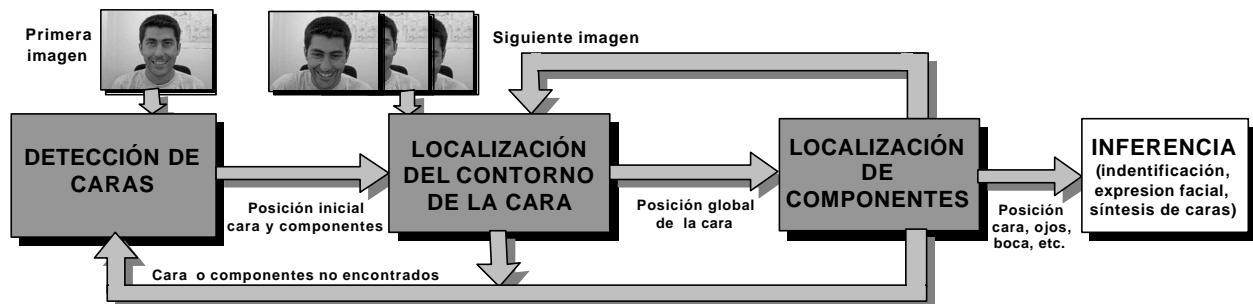 Primera
imagen
Siguiente imagen
DETECCIÓN DE
CARAS
Posición inicial
cara y componentes
LOCALIZACIÓN
DEL CONTORNO
DE LA CARA
Posición global
de la cara
LOCALIZACIÓN
DE
COMPONENTES
Posición
cara, ojos,
boca, etc.
INFERENCIA
(indentificación,
expresion facial,
síntesis de caras)
Cara o componentes no encontrados